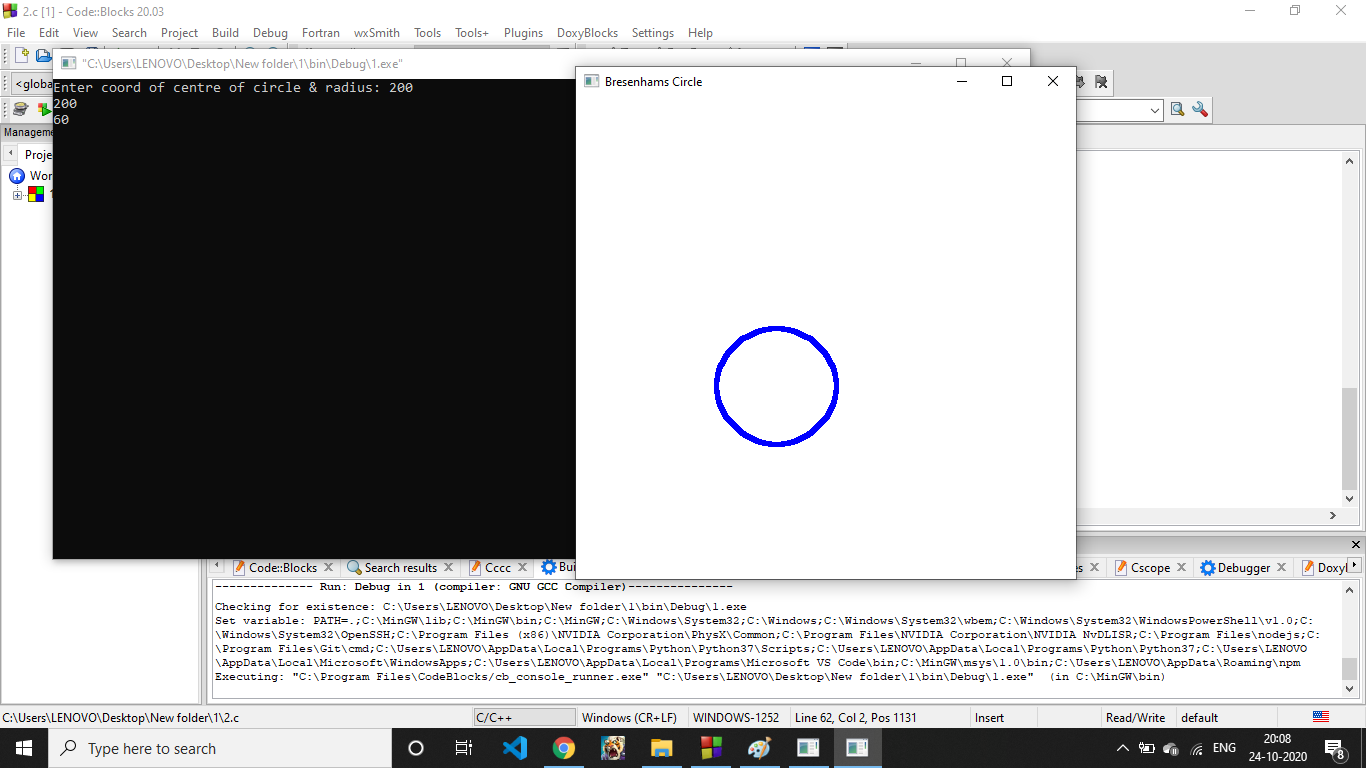 2.c [1] - Code::Blocks 20.03
File Edit View Search Project Build Debug Fortran wxSmith Tools Tools+ Plugins DoxyBlocks Settings Help
"C:\Users\LENOVO\Desktop\New folder\1\bin\Debug\1.exe"
Bresenhams Circle
<globa
Enter coord of centre of circle & radius: 200
200
60
Manageme
Proje
Wor
Code::Blocks Search results Cccc Bui Cscope Debugger Doxyl
-------------- Run: Debug in 1 (compiler: GNU GCC Compiler)---------------
Checking for existence: C:\Users\LENOVO\Desktop\New folder\1\bin\Debug\1.exe
Set variable: PATH=.;C:\MinGW\lib;C:\MinGW\bin;C:\MinGW;C:\Windows\System32;C:\Windows;C:\Windows\System32\wbem;C:\Windows\System32\WindowsPowerShell\v1.0;C:
\Windows\System32\OpenSSH;C:\Program Files (x86)\NVIDIA Corporation\PhysX\Common;C:\Program Files\NVIDIA Corporation\NVIDIA NvDLISR;C:\Program Files\nodejs;C:
\Program Files\Git\cmd;C:\Users\LENOVO\AppData\Local\Programs\Python\Python37\Scripts;C:\Users\LENOVO\AppData\Local\Programs\Python\Python37;C:\Users\LENOVO
\AppData\Local\Microsoft\WindowsApps;C:\Users\LENOVO\AppData\Local\Programs\Microsoft VS Code\bin;C:\MinGW\msys\1.0\bin;C:\Users\LENOVO\AppData\Roaming\npm
Executing: "C:\Program Files\CodeBlocks/cb_console_runner.exe" "C:\Users\LENOVO\Desktop\New folder\1\bin\Debug\1.exe"  (in C:\MinGW\bin)
C:\Users\LENOVO\Desktop\New folder\1\2.c C/C++ Windows (CR+LF) WINDOWS-1252 Line 62, Col 2, Pos 1131 Insert Read/Write default
Type here to search
ENG
20:08
24-10-2020
8